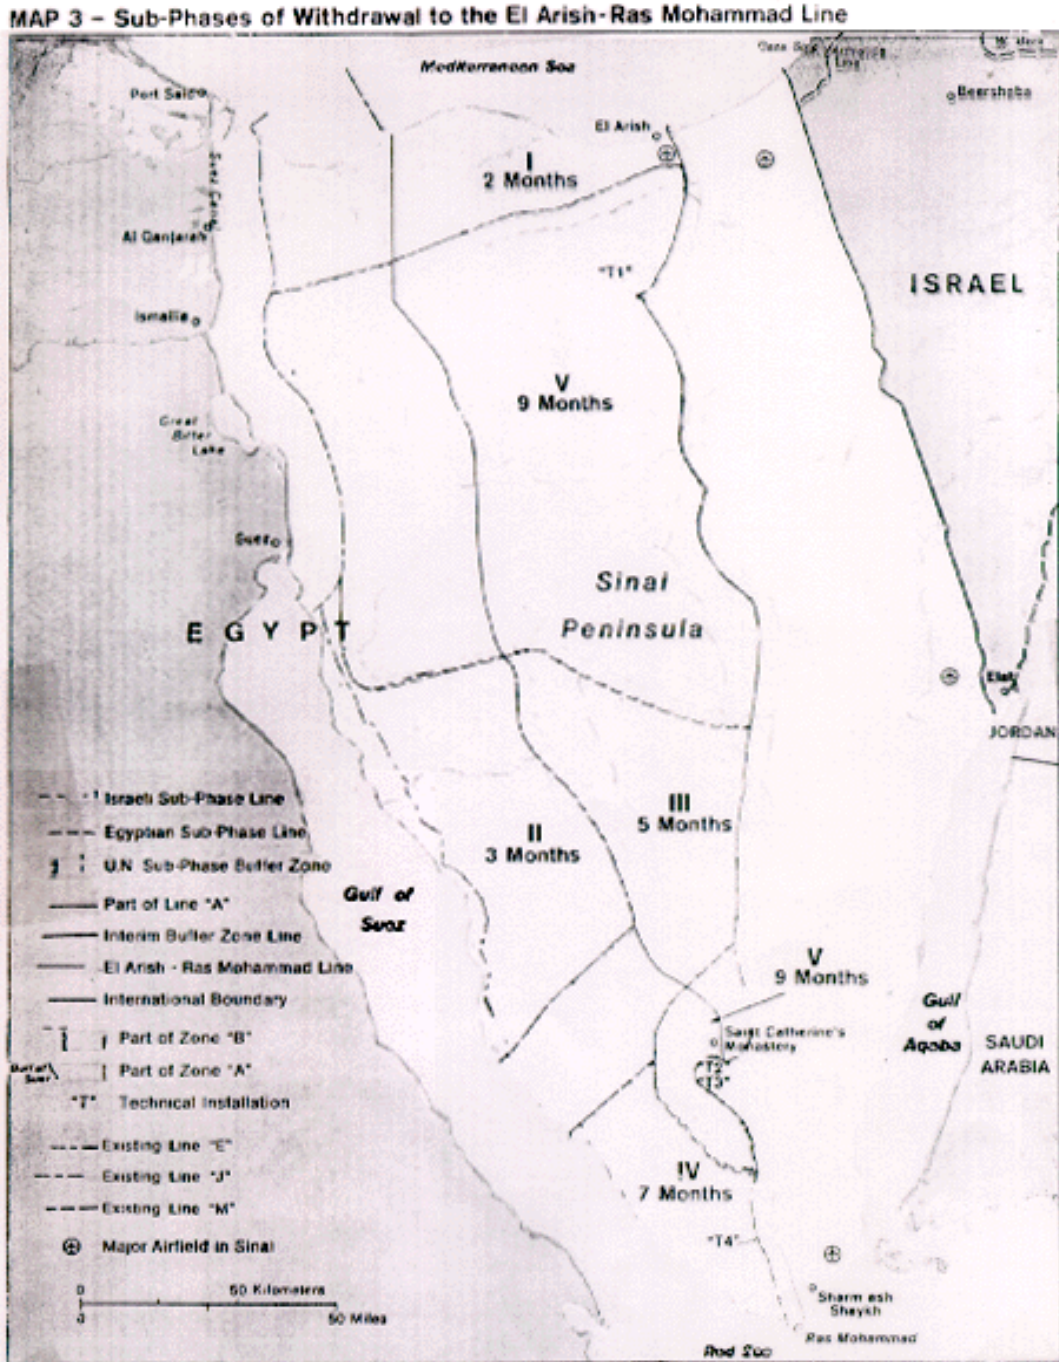 MAP 3 - Sub-Phases of Withdrawal to the El Arish-Ras Mohammad Line
Mediterranean Sea
Port Said
Beersheba
El Arish
I
2 Months
Suez Canal
Al Qantarah
"T1"
ISRAEL
Ismailia
V
9 Months
Great
Bitter
Lake
Suez
Sinai
Peninsula
EGYPT
Eilat
JORDAN
III
5 Months
II
3 Months
Gulf of
Suez
V
9 Months
Gulf
of
Aqaba
SAUDI
ARABIA
Saint Catherine's
Monastery
"T2"
"T3"
IV
7 Months
"T4"
Sharm ash
Shaykh
Ras Mohammad
Red Sea
Israeli Sub-Phase Line
Egyptian Sub-Phase Line
U.N Sub-Phase Buffer Zone
Part of Line "A"
Interim Buffer Zone Line
El Arish - Ras Mohammad Line
International Boundary
Part of Zone "B"
Part of Zone "A"
"T" Technical Installation
Existing Line "E"
Existing Line "J"
Existing Line "M"
Major Airfield in Sinai
0 50 Kilometers
0 50 Miles